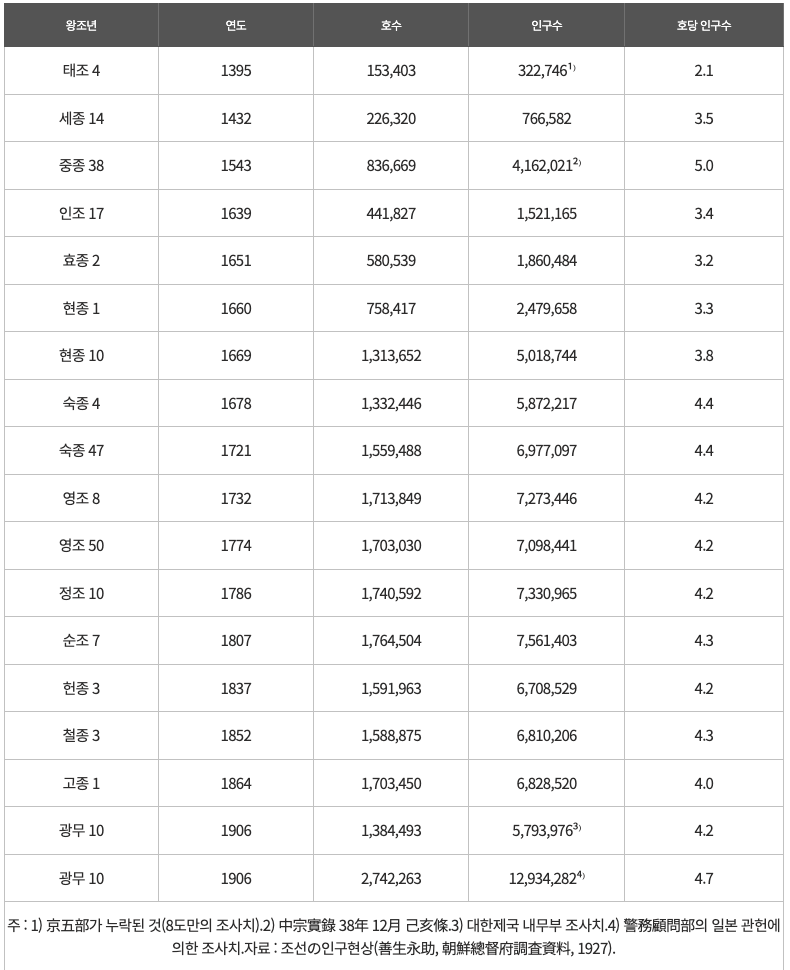 왕조년 연도 호수 인구수 호당 인구수
태조 4 1395 153,403 322,746¹⁾ 2.1
세종 14 1432 226,320 766,582 3.5
중종 38 1543 836,669 4,162,021²⁾ 5.0
인조 17 1639 441,827 1,521,165 3.4
효종 2 1651 580,539 1,860,484 3.2
현종 1 1660 758,417 2,479,658 3.3
현종 10 1669 1,313,652 5,018,744 3.8
숙종 4 1678 1,332,446 5,872,217 4.4
숙종 47 1721 1,559,488 6,977,097 4.4
영조 8 1732 1,713,849 7,273,446 4.2
영조 50 1774 1,703,030 7,098,441 4.2
정조 10 1786 1,740,592 7,330,965 4.2
순조 7 1807 1,764,504 7,561,403 4.3
헌종 3 1837 1,591,963 6,708,529 4.2
철종 3 1852 1,588,875 6,810,206 4.3
고종 1 1864 1,703,450 6,828,520 4.0
광무 10 1906 1,384,493 5,793,976³⁾ 4.2
광무 10 1906 2,742,263 12,934,282⁴⁾ 4.7
주 : 1) 京五部가 누락된 것(8도만의 조사치).2) 中宗實錄 38年 12月 己亥條.3) 대한제국 내무부 조사치.4) 警務顧問部의 일본 관헌에
의한 조사치.자료 : 조선の인구현상(善生永助, 朝鮮總督府調査資料, 1927).